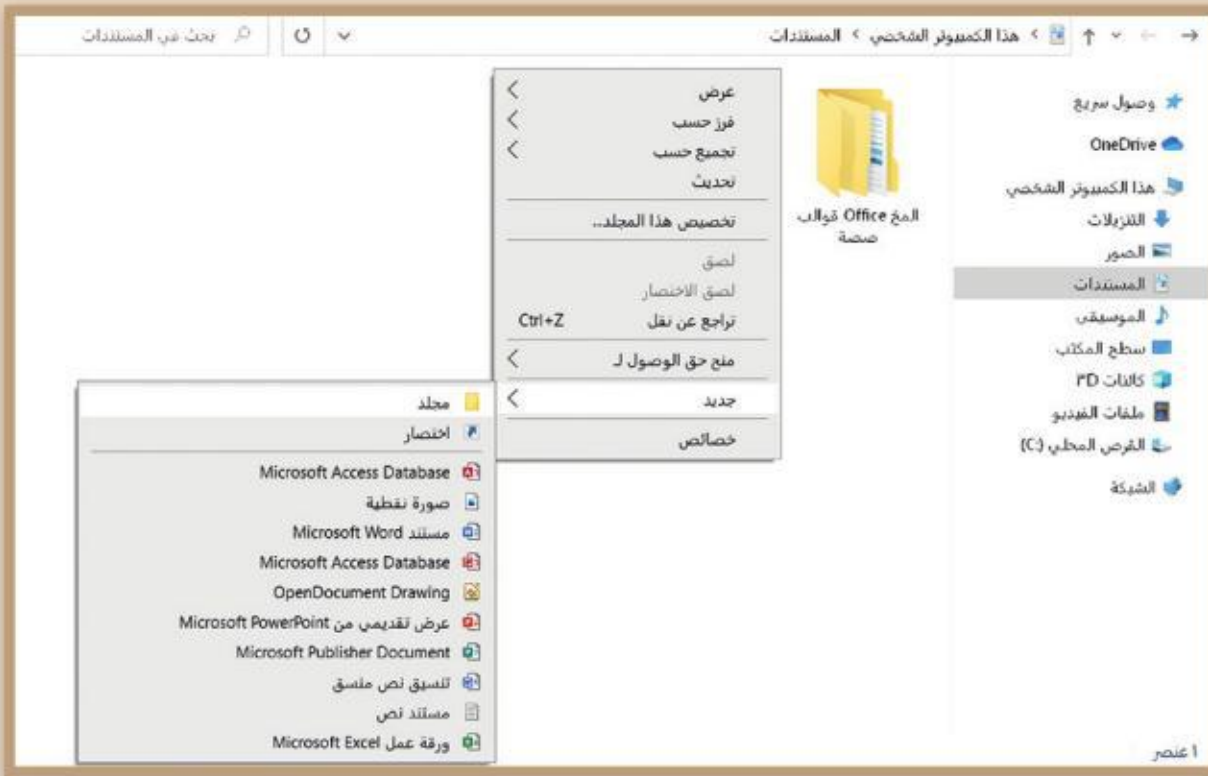 هذا الكمبيوتر الشخصي > المستندات
بحث في المستندات
وصول سريع
OneDrive
هذا الكمبيوتر الشخصي
التنزيلات
الصور
المستندات
الموسيقى
سطح المكتب
كائنات ٣D
ملفات الفيديو
القرص المحلي (C:)
الشبكة
المخ Office قوالب
صصة
عرض
فرز حسب
تجميع حسب
تحديث
تخصيص هذا المجلد...
لصق
لصق الاختصار
تراجع عن نقل Ctrl+Z
منح حق الوصول لـ
جديد
خصائص
مجلد
اختصار
Microsoft Access Database
صورة نقطية
مستند Microsoft Word
Microsoft Access Database
OpenDocument Drawing
عرض تقديمي من Microsoft PowerPoint
Microsoft Publisher Document
تنسيق نص منسق
مستند نص
ورقة عمل Microsoft Excel
١ عنصر